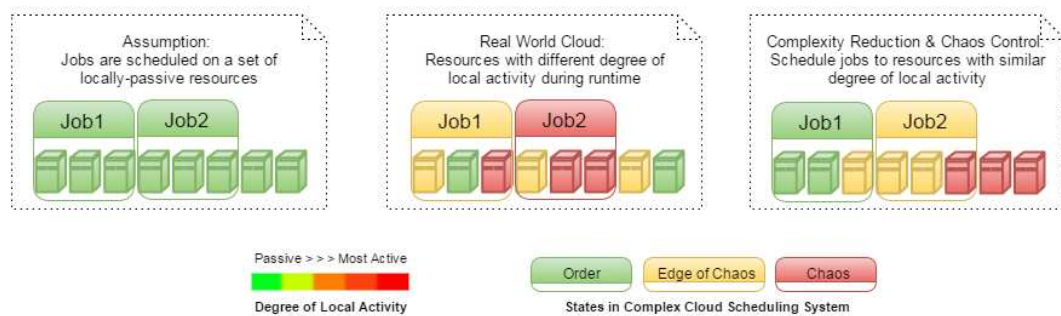 Assumption:
Jobs are scheduled on a set of
locally-passive resources
Job1
Job2
Real World Cloud:
Resources with different degree of
local activity during runtime
Job1
Job2
Complexity Reduction & Chaos Control:
Schedule jobs to resources with similar
degree of local activity
Job1
Job2
Passive > > > Most Active
Degree of Local Activity
Order
Edge of Chaos
Chaos
States in Complex Cloud Scheduling System